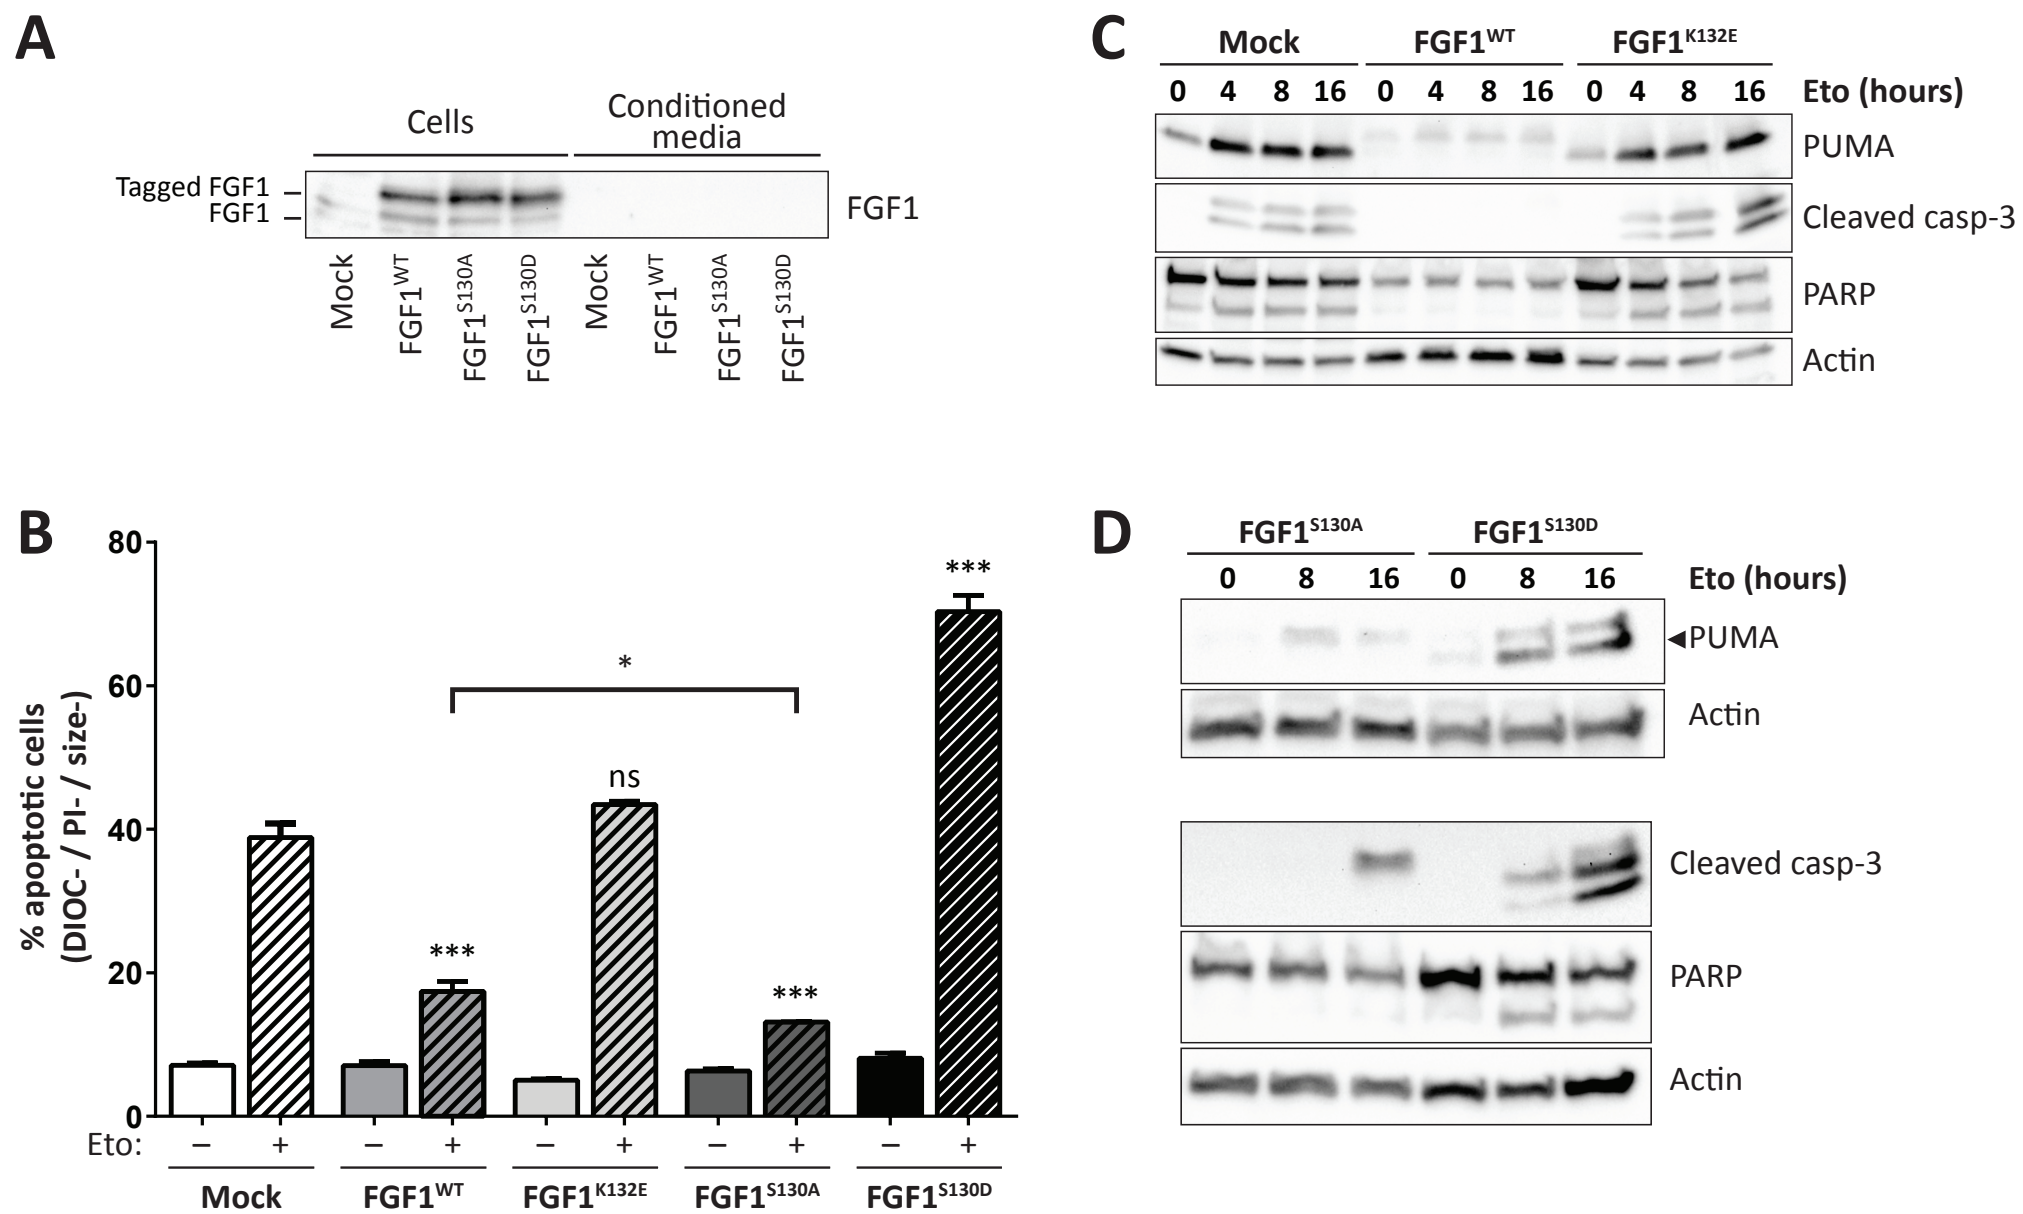 A
Cells
Conditioned
media
Tagged FGF1
FGF1
FGF1
Mock
FGF1WT
FGF1S130A
FGF1S130D
Mock
FGF1WT
FGF1S130A
FGF1S130D
B
% apoptotic cells
(DIOC- / PI- / size-)
80
60
40
20
0
***
*
ns
***
***
Eto: – + – + – + – + – +
Mock FGF1WT FGF1K132E FGF1S130A FGF1S130D
C
Mock FGF1WT FGF1K132E
0 4 8 16 0 4 8 16 0 4 8 16 Eto (hours)
PUMA
Cleaved casp-3
PARP
Actin
D
FGF1S130A FGF1S130D
0 8 16 0 8 16 Eto (hours)
PUMA
Actin
Cleaved casp-3
PARP
Actin